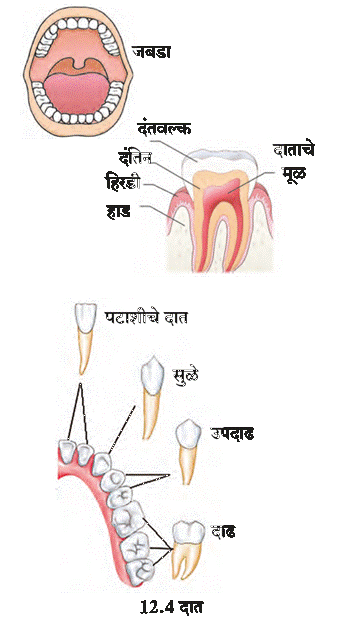 जबडा
दंतवल्क
दंतिन
दाताचे
मूळ
हिरडी
हाड
पटाशीचे दात
सुळे
उपदाढ
दाढ
12.4 दात